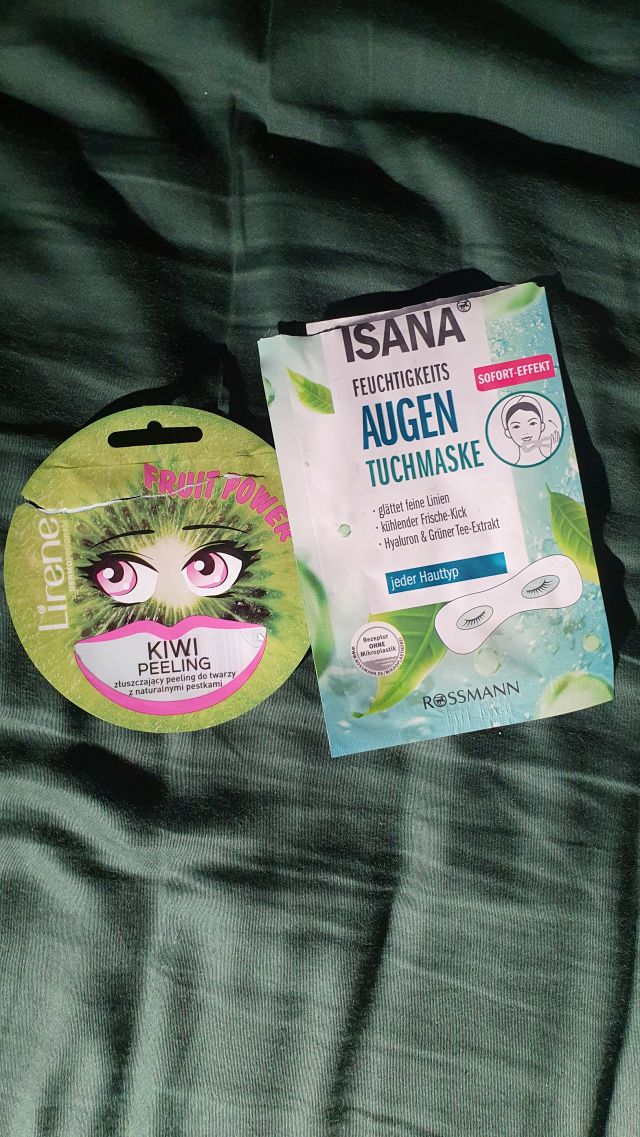 FRUIT POWER
Lirene
KIWI
PEELING
złuszczający peeling do twarzy
z naturalnymi pestkami
ISANA
FEUCHTIGKEITS
AUGEN
TUCHMASKE
SOFORT-EFFEKT
· glättet feine Linien
· kühlender Frische-Kick
· Hyaluron & Grüner Tee-Extrakt
jeder Hauttyp
Rezeptur
OHNE
Mikroplastik
ROSSMANN